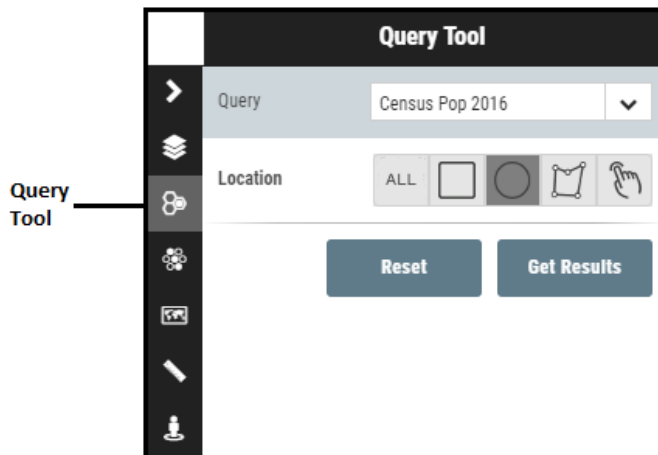 Query Tool
Query
Census Pop 2016
Location
ALL
Query
Tool
Reset
Get Results